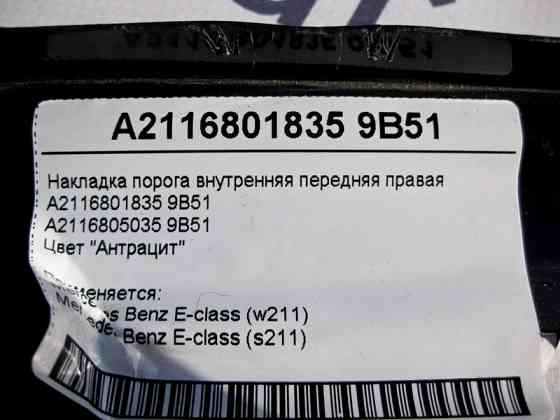 A2116801835 9B51
Накладка порога внутренняя передняя правая
A2116801835 9B51
A2116805035 9B51
Цвет "Антрацит"
Применяется:
Benz E-class (w211)
Benz E-class (s211)